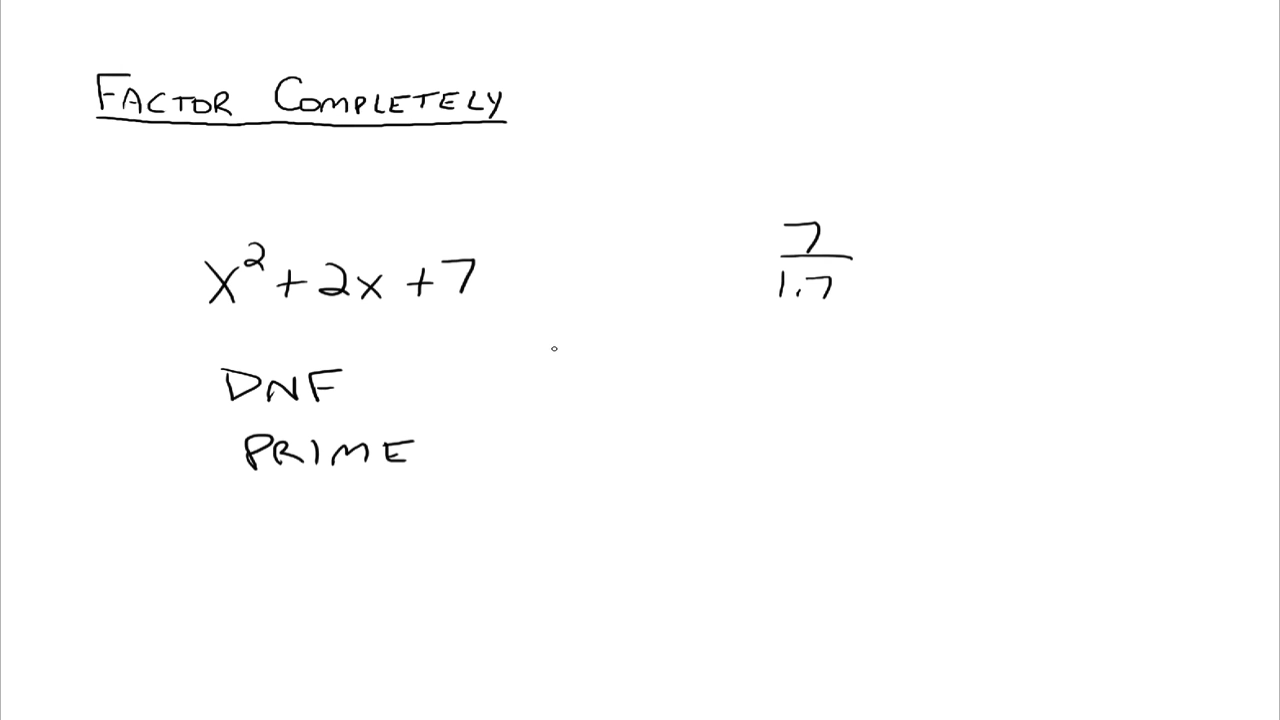 FACTOR COMPLETELY
x² + 2x + 7
7
1.7
DNF
PRIME